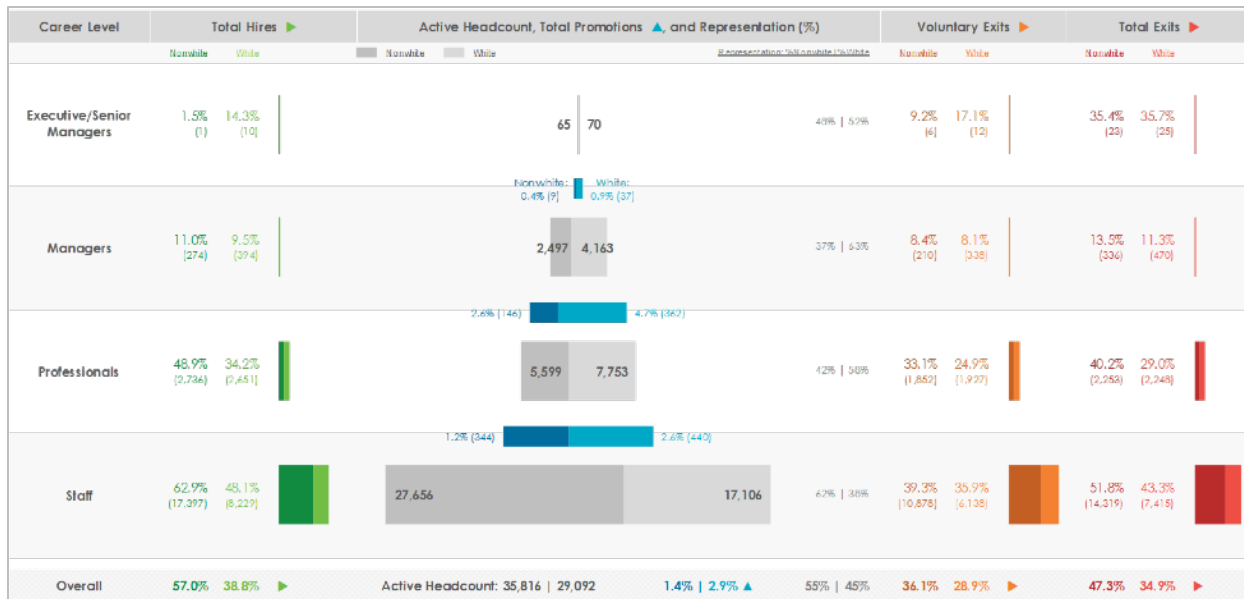 Career Level Total Hires ▶ Active Headcount, Total Promotions ▲, and Representation (%) Voluntary Exits ▶ Total Exits ▶
Nonwhite White Nonwhite White Representation: %Nonwhite | %White Nonwhite White Nonwhite White
Executive/Senior Managers
1.5% 14.3% 65 70 48% | 52% 9.2% 17.1% 35.4% 35.7%
(1) (10) (6) (12) (23) (25)
Nonwhite: White:
0.4% (9) 0.9% (37)
Managers 11.0% 9.5% 2,497 4,163 37% | 63% 8.4% 8.1% 13.5% 11.3%
(274) (394) (210) (338) (336) (470)
2.6% (146) 4.7% (362)
Professionals 48.9% 34.2% 5,599 7,753 42% | 58% 33.1% 24.9% 40.2% 29.0%
(2,736) (2,651) (1,852) (1,927) (2,253) (2,248)
1.2% (344) 2.6% (440)
Staff 62.9% 48.1% 27,656 17,106 62% | 38% 39.3% 35.9% 51.8% 43.3%
(17,397) (8,229) (10,878) (6,138) (14,319) (7,415)
Overall 57.0% 38.8% ▶ Active Headcount: 35,816 | 29,092 1.4% | 2.9% ▲ 55% | 45% 36.1% 28.9% ▶ 47.3% 34.9% ▶